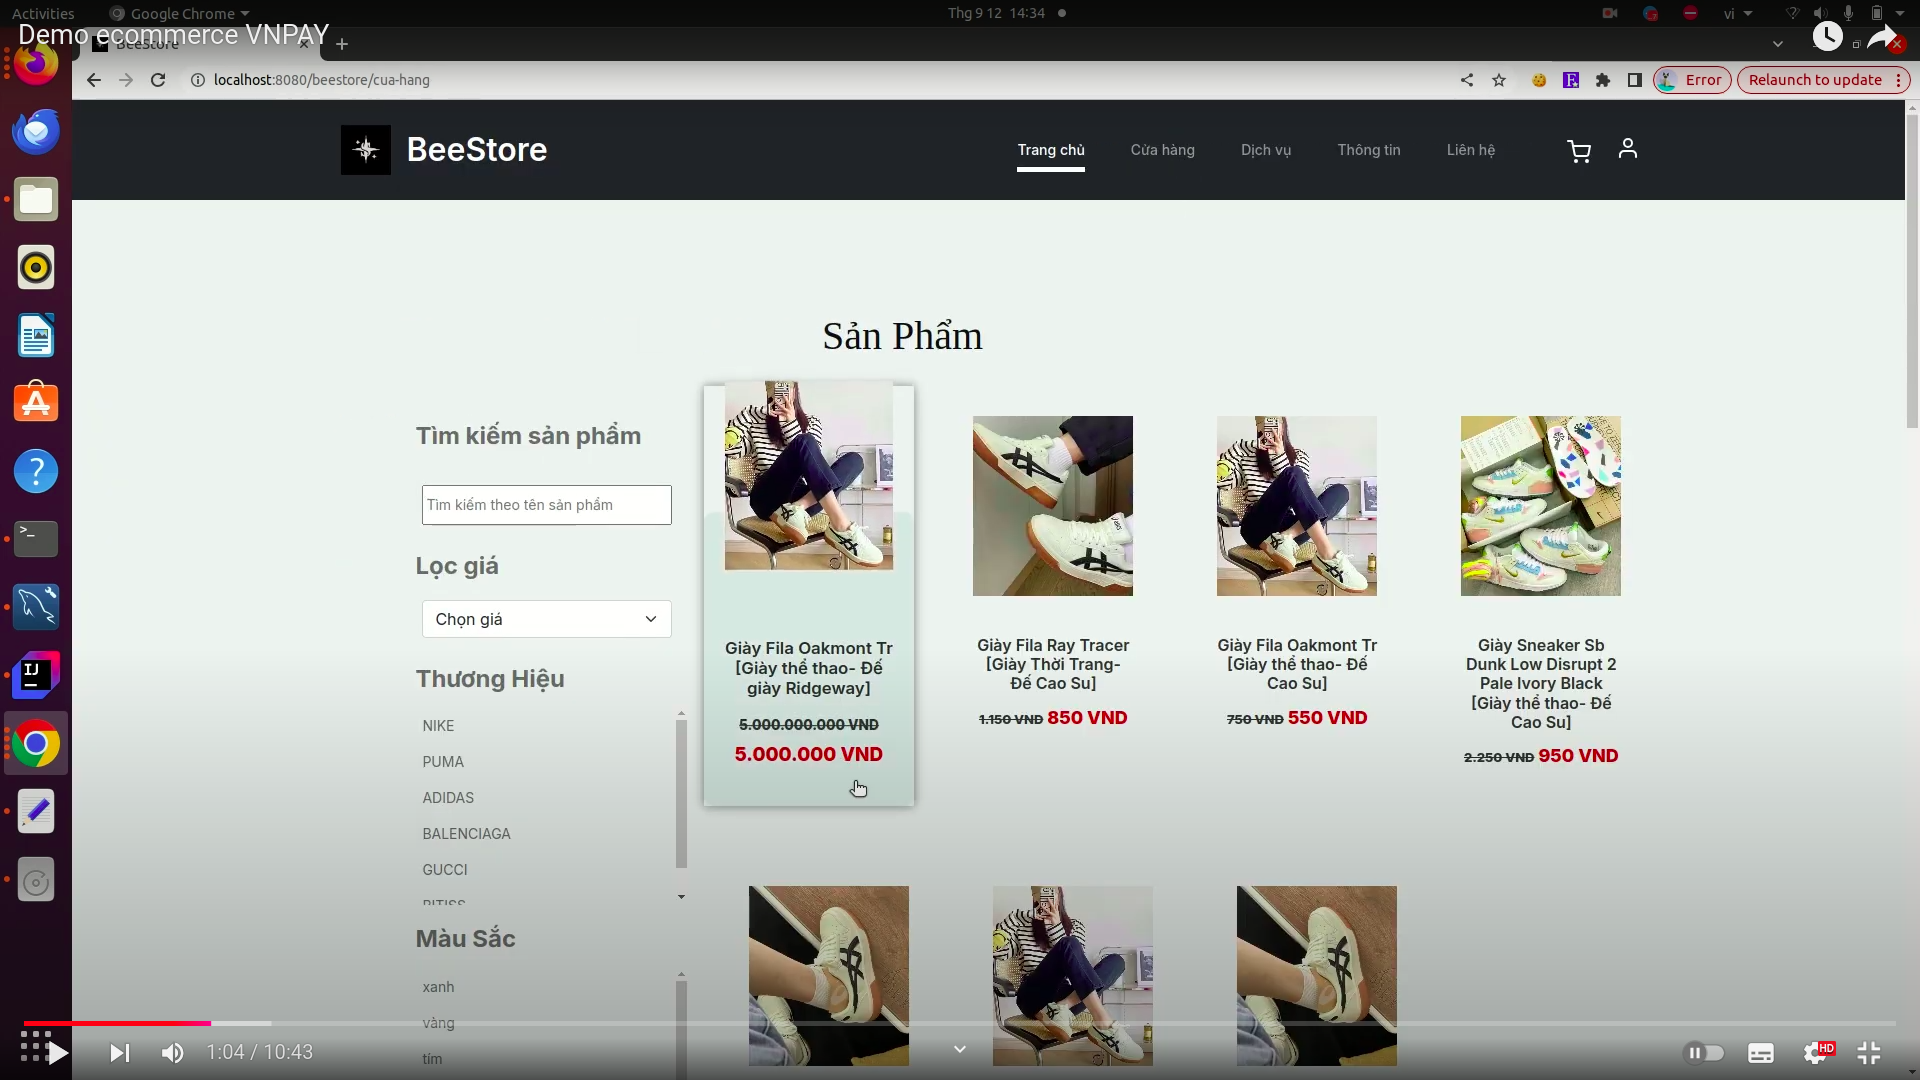 Activities
Google Chrome
Thg 9 12 14:34
vi
Demo ecommerce VNPAY
BeeStore
localhost:8080/beestore/cua-hang
Error
Relaunch to update
BeeStore
Trang chủ
Cửa hàng
Dịch vụ
Thông tin
Liên hệ
Sản Phẩm
Tìm kiếm sản phẩm
Tìm kiếm theo tên sản phẩm
Lọc giá
Chọn giá
Thương Hiệu
NIKE
PUMA
ADIDAS
BALENCIAGA
GUCCI
BITISS
Màu Sắc
xanh
vàng
tím
Giày Fila Oakmont Tr
[Giày thể thao- Đế
giày Ridgeway]
5.000.000.000 VND
5.000.000 VND
Giày Fila Ray Tracer
[Giày Thời Trang-
Đế Cao Su]
1.150 VND 850 VND
Giày Fila Oakmont Tr
[Giày thể thao- Đế
Cao Su]
750 VND 550 VND
Giày Sneaker Sb
Dunk Low Disrupt 2
Pale Ivory Black
[Giày thể thao- Đế
Cao Su]
2.250 VND 950 VND
1:04 / 10:43
HD